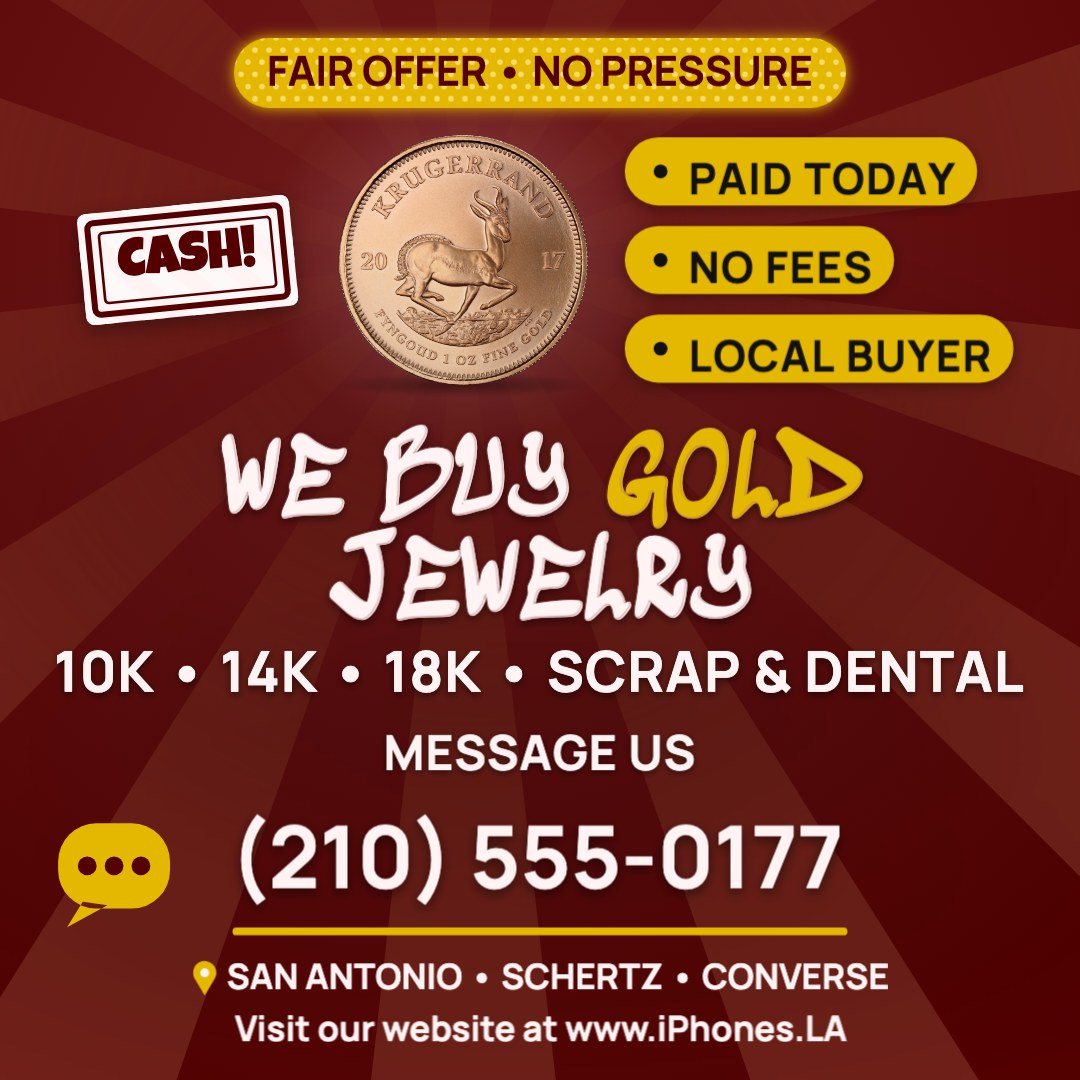 FAIR OFFER • NO PRESSURE
CASH!
KRUGERRAND
20 17
FYNGOUD 1 OZ FINE GOLD
• PAID TODAY
• NO FEES
• LOCAL BUYER
WE BUY GOLD
JEWELRY
10K • 14K • 18K • SCRAP & DENTAL
MESSAGE US
(210) 555-0177
SAN ANTONIO • SCHERTZ • CONVERSE
Visit our website at www.iPhones.LA